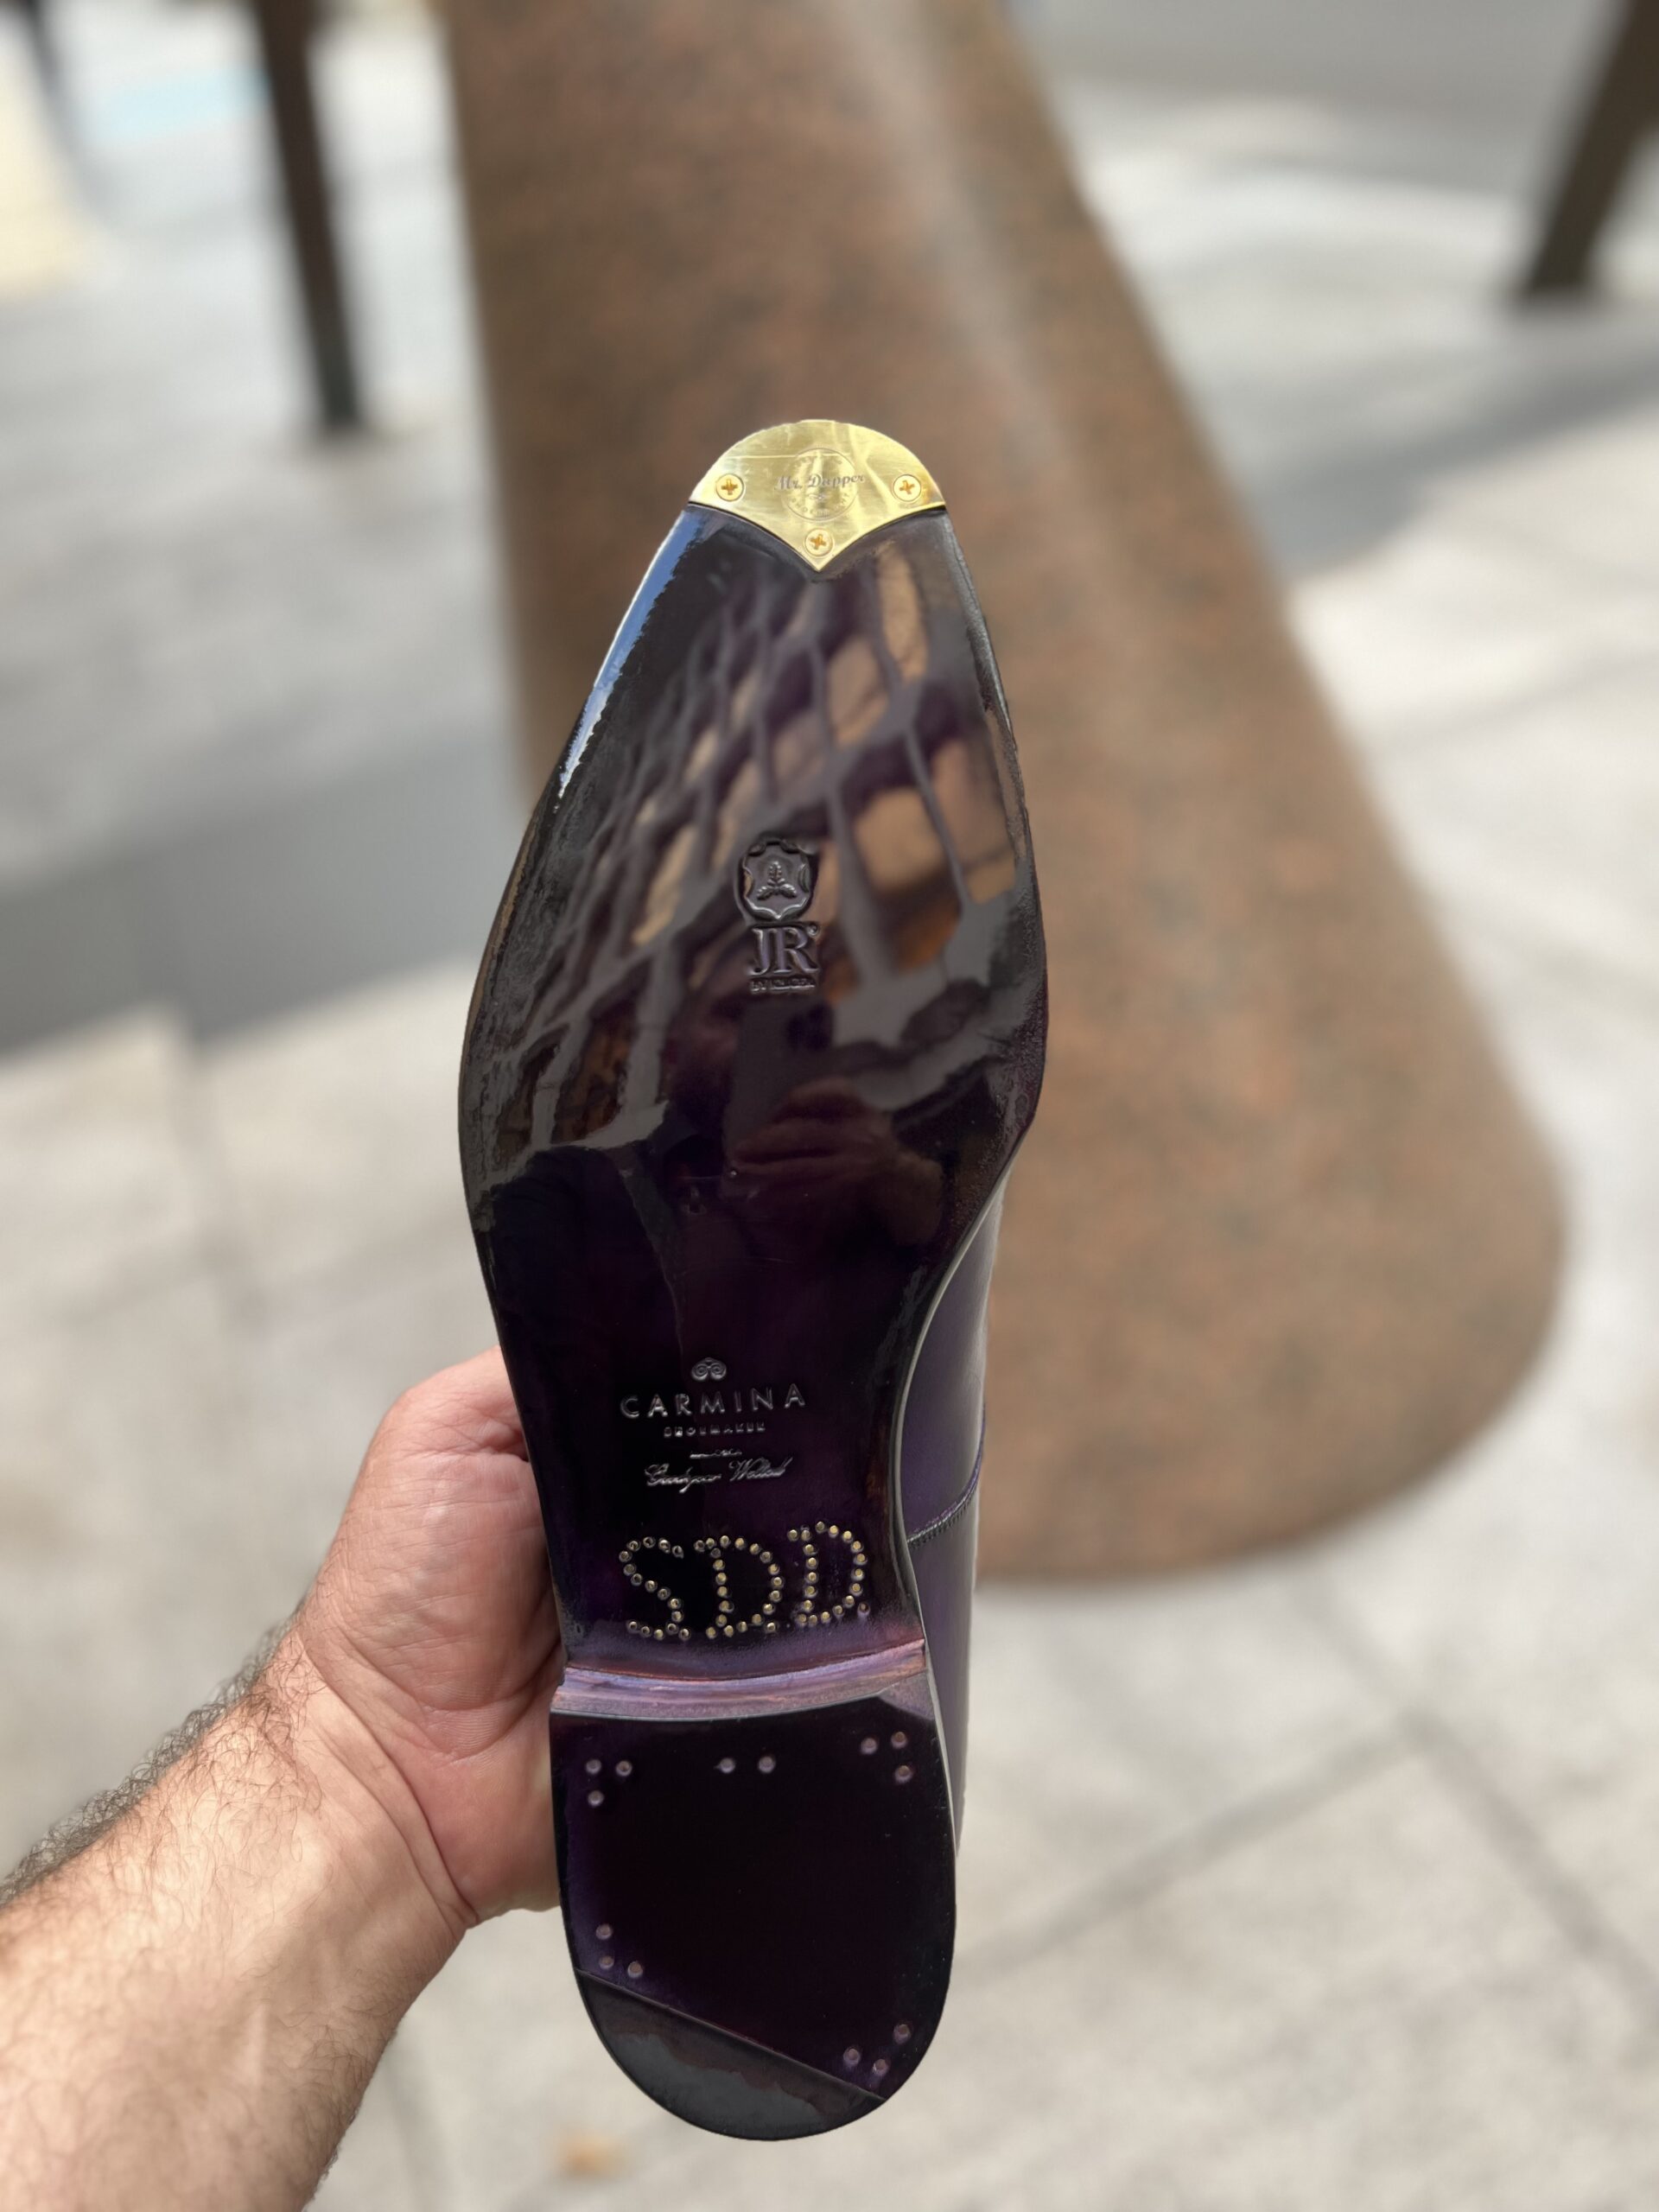 Mr. Dapper
JR
CARMINA
SHOEMAKER
Goodyear Welted
SDD